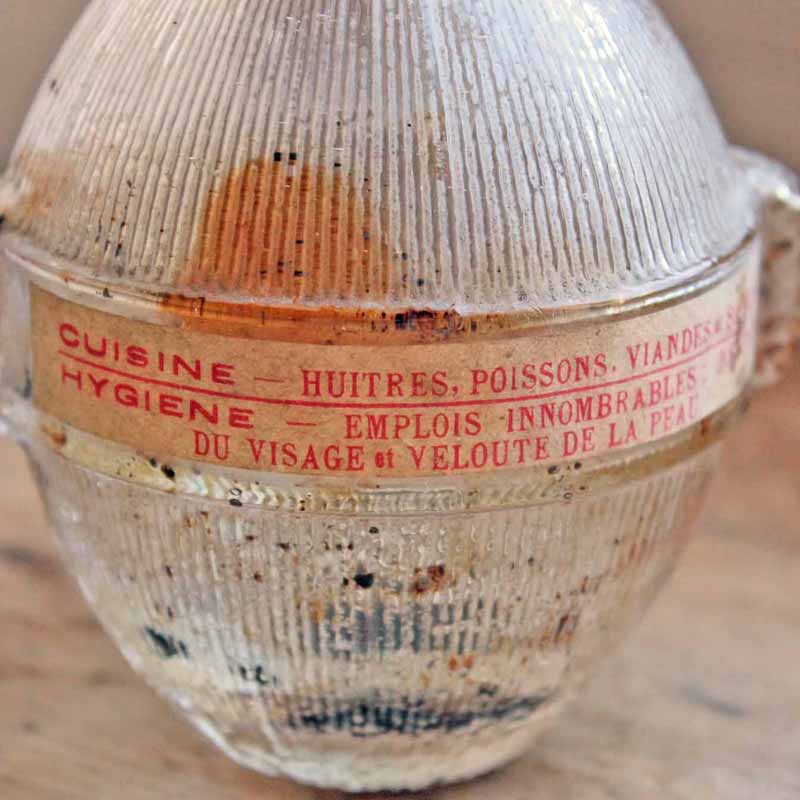 CUISINE — HUITRES, POISSONS, VIANDES
HYGIENE — EMPLOIS INNOMBRABLES
DU VISAGE et VELOUTE DE LA PEAU